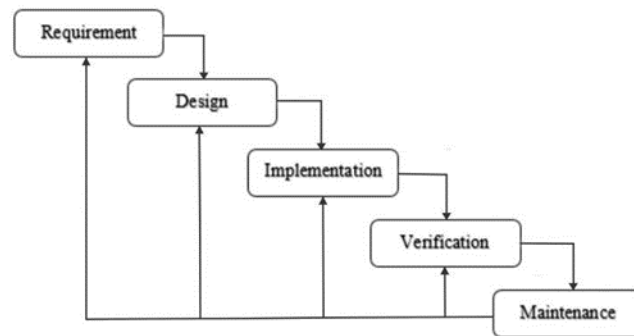 Requirement
Design
Implementation
Verification
Maintenance